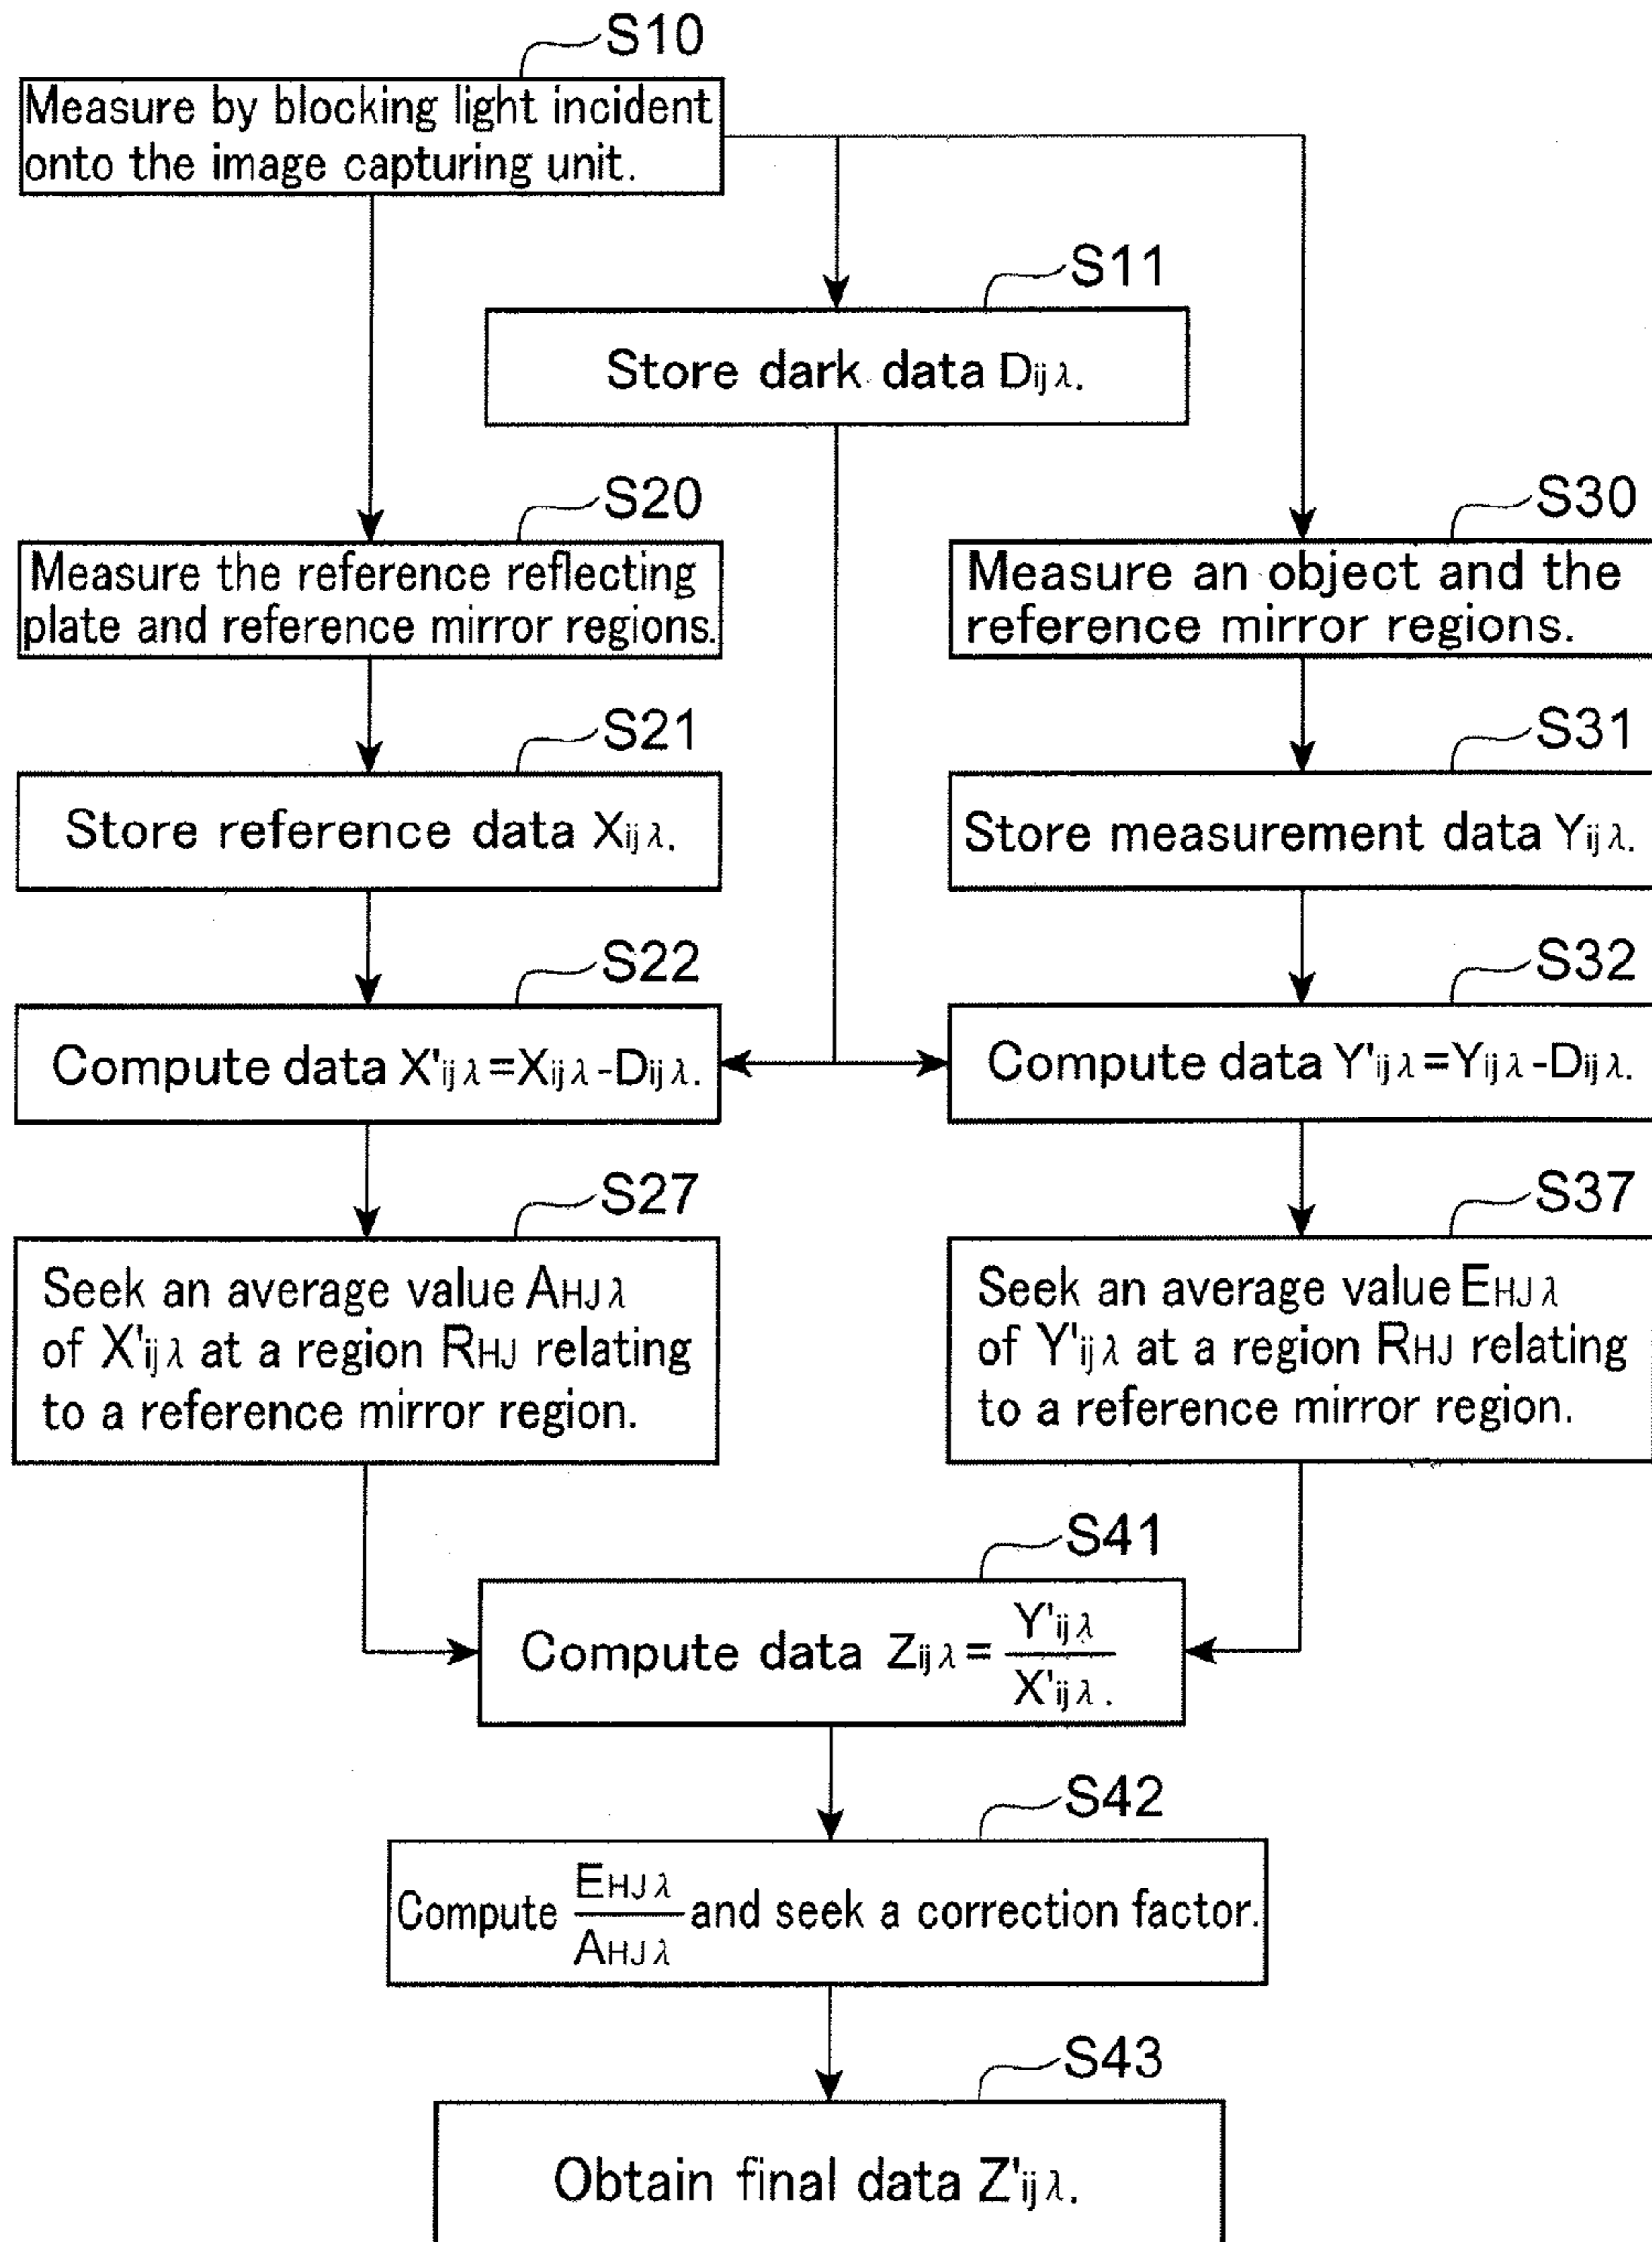 S10
Measure by blocking light incident
onto the image capturing unit.
S11
Store dark data Dijλ.
S20
Measure the reference reflecting
plate and reference mirror regions.
S30
Measure an object and the
reference mirror regions.
S21
Store reference data Xijλ.
S31
Store measurement data Yijλ.
S22
Compute data X'ijλ=Xijλ-Dijλ.
S32
Compute data Y'ijλ=Yijλ-Dijλ.
S27
Seek an average value AHJλ
of X'ijλ at a region RHJ relating
to a reference mirror region.
S37
Seek an average value EHJλ
of Y'ijλ at a region RHJ relating
to a reference mirror region.
S41
Compute data Zijλ= Y'ijλ / X'ijλ.
S42
Compute EHJλ / AHJλ and seek a correction factor.
S43
Obtain final data Z'ijλ.